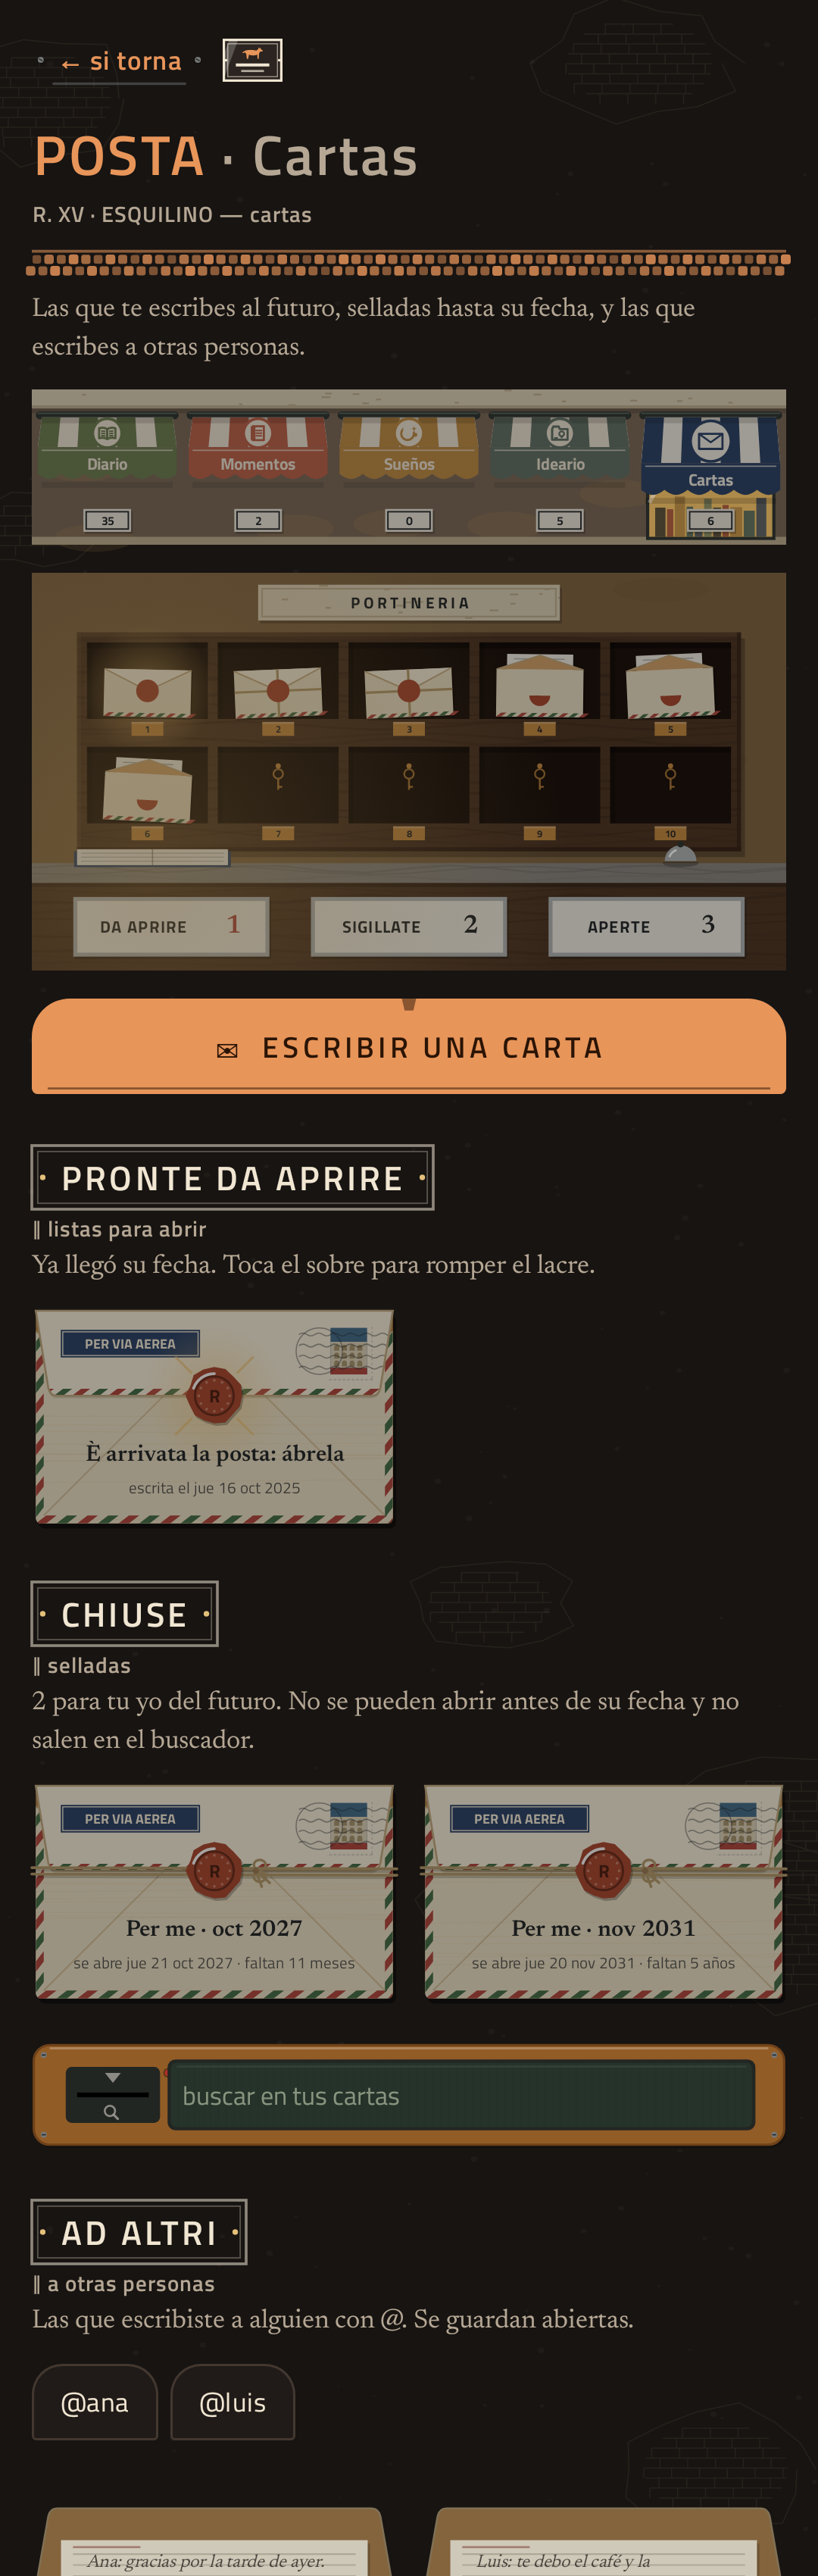 ← si torna
POSTA · Cartas
R. XV · ESQUILINO — cartas
Las que te escribes al futuro, selladas hasta su fecha, y las que
escribes a otras personas.
Diario
Momentos
Sueños
Ideario
Cartas
35
2
0
5
6
PORTINERIA
1
2
3
4
5
6
7
8
9
10
DA APRIRE 1
SIGILLATE 2
APERTE 3
ESCRIBIR UNA CARTA
PRONTE DA APRIRE
listas para abrir
Ya llegó su fecha. Toca el sobre para romper el lacre.
PER VIA AEREA
R
È arrivata la posta: ábrela
escrita el jue 16 oct 2025
CHIUSE
selladas
2 para tu yo del futuro. No se pueden abrir antes de su fecha y no
salen en el buscador.
PER VIA AEREA
R
Per me · oct 2027
se abre jue 21 oct 2027 · faltan 11 meses
PER VIA AEREA
R
Per me · nov 2031
se abre jue 20 nov 2031 · faltan 5 años
buscar en tus cartas
AD ALTRI
a otras personas
Las que escribiste a alguien con @. Se guardan abiertas.
@ana
@luis
Ana: gracias por la tarde de ayer.
Luis: te debo el café y la